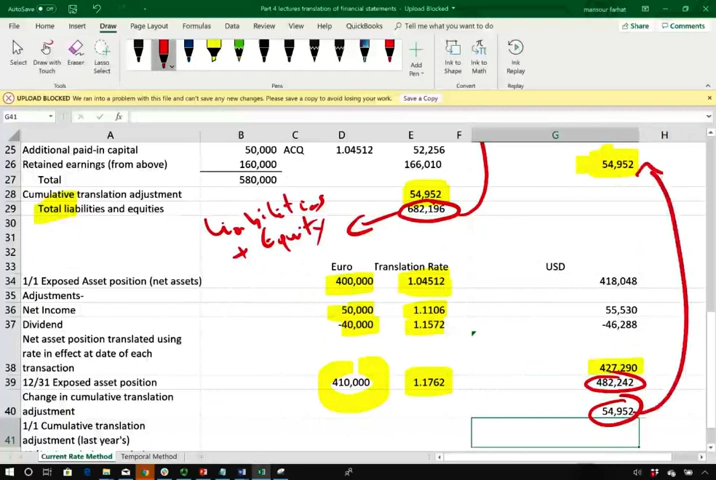 AutoSave Off
Part 4 lectures translation of financial statements - Upload Blocked
mansour farhat
File Home Insert Draw Page Layout Formulas Data Review View Help QuickBooks Tell me what you want to do Share Comments
Select Draw with Touch Eraser Lasso Select Add Pen Ink to Shape Ink to Math Ink Replay
Tools Pens Convert Replay
UPLOAD BLOCKED We ran into a problem with this file and can't save any new changes. Please save a copy to avoid losing your work. Save a Copy
G41 fx
A B C D E F G H
25 Additional paid-in capital 50,000 ACQ 1.04512 52,256
26 Retained earnings (from above) 160,000 166,010 54,952
27 Total 580,000
28 Cumulative translation adjustment 54,952
29 Total liabilities and equities 682,196
Liabilities
+ Equity
30
31
32
33 Euro Translation Rate USD
34 1/1 Exposed Asset position (net assets) 400,000 1.04512 418,048
35 Adjustments-
36 Net Income 50,000 1.1106 55,530
37 Dividend -40,000 1.1572 -46,288
Net asset position translated using
rate in effect at date of each
38 transaction 427,290
39 12/31 Exposed asset position 410,000 1.1762 482,242
Change in cumulative translation
40 adjustment 54,952
1/1 Cumulative translation
41 adjustment (last year's)
Current Rate Method Temporal Method